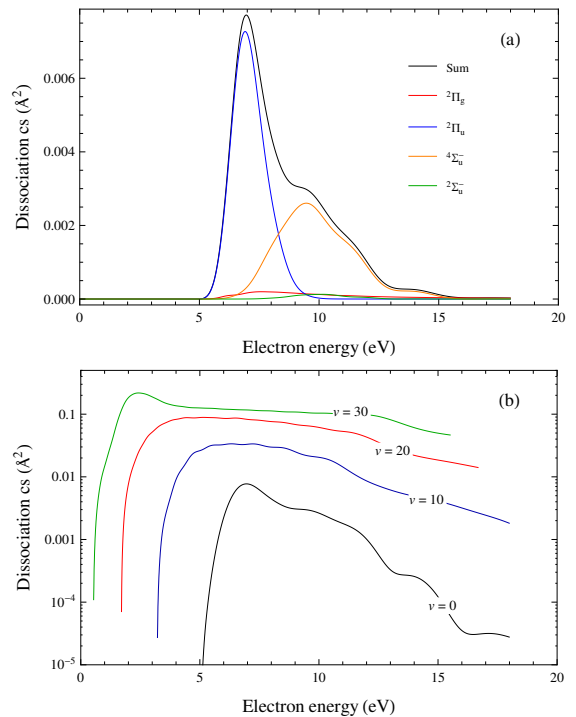 (a)
Sum
²Πg
²Πu
⁴Σu⁻
²Σu⁻
Dissociation cs (Å²)
0.006
0.004
0.002
0.000
0 5 10 15 20
Electron energy (eV)
(b)
v = 30
v = 20
v = 10
v = 0
Dissociation cs (Å²)
0.1
0.01
0.001
10⁻⁴
10⁻⁵
0 5 10 15 20
Electron energy (eV)